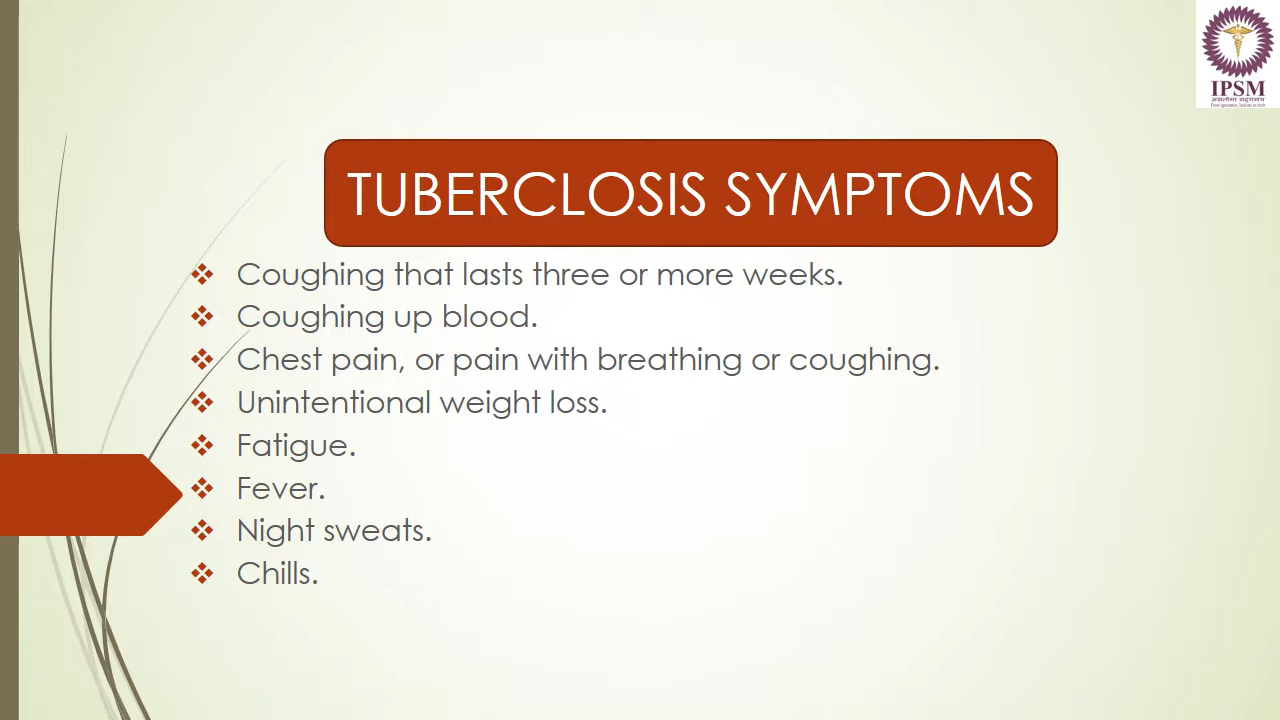 IPSM
TUBERCLOSIS SYMPTOMS
Coughing that lasts three or more weeks.
Coughing up blood.
Chest pain, or pain with breathing or coughing.
Unintentional weight loss.
Fatigue.
Fever.
Night sweats.
Chills.